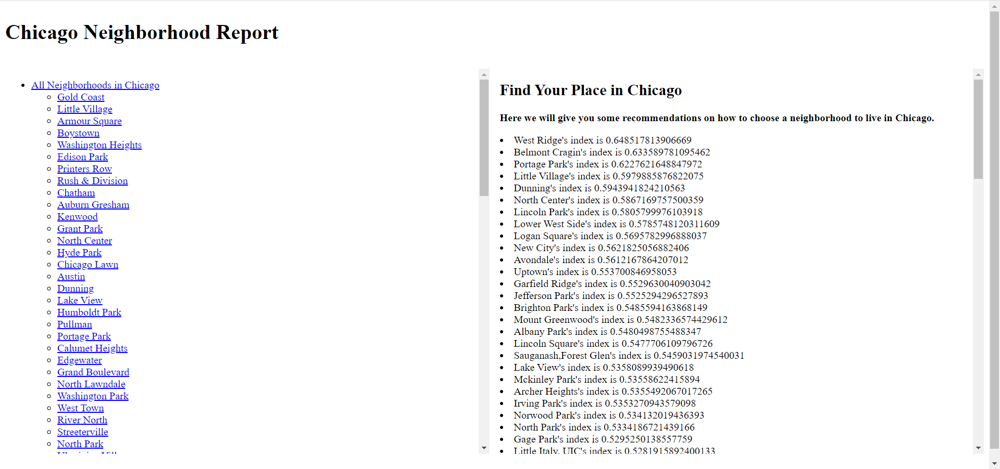 Chicago Neighborhood Report
All Neighborhoods in Chicago
Gold Coast
Little Village
Armour Square
Boystown
Washington Heights
Edison Park
Printers Row
Rush & Division
Chatham
Auburn Gresham
Kenwood
Grant Park
North Center
Hyde Park
Chicago Lawn
Austin
Dunning
Lake View
Humboldt Park
Pullman
Portage Park
Calumet Heights
Edgewater
Grand Boulevard
North Lawndale
Washington Park
West Town
River North
Streeterville
North Park
Find Your Place in Chicago
Here we will give you some recommendations on how to choose a neighborhood to live in Chicago.
West Ridge's index is 0.648517813906669
Belmont Cragin's index is 0.633589781095462
Portage Park's index is 0.6227621648847972
Little Village's index is 0.5979885876822075
Dunning's index is 0.5943941824210563
North Center's index is 0.5867169757500359
Lincoln Park's index is 0.5805799976103918
Lower West Side's index is 0.5785748120311609
Logan Square's index is 0.5695782996888037
New City's index is 0.5621825056882406
Avondale's index is 0.5612167864207012
Uptown's index is 0.553700846958053
Garfield Ridge's index is 0.5529630040903042
Jefferson Park's index is 0.5525294296527893
Brighton Park's index is 0.5485594163868149
Mount Greenwood's index is 0.5482336574429612
Albany Park's index is 0.5480498755488347
Lincoln Square's index is 0.5477706109796726
Sauganash,Forest Glen's index is 0.5459031974540031
Lake View's index is 0.5358089939490618
Mckinley Park's index is 0.53558622415894
Archer Heights's index is 0.5355492067017265
Irving Park's index is 0.5353270943579098
Norwood Park's index is 0.534132019436393
North Park's index is 0.5334186721439166
Gage Park's index is 0.5295250138557759
Little Italy, UIC's index is 0.5281915892400133